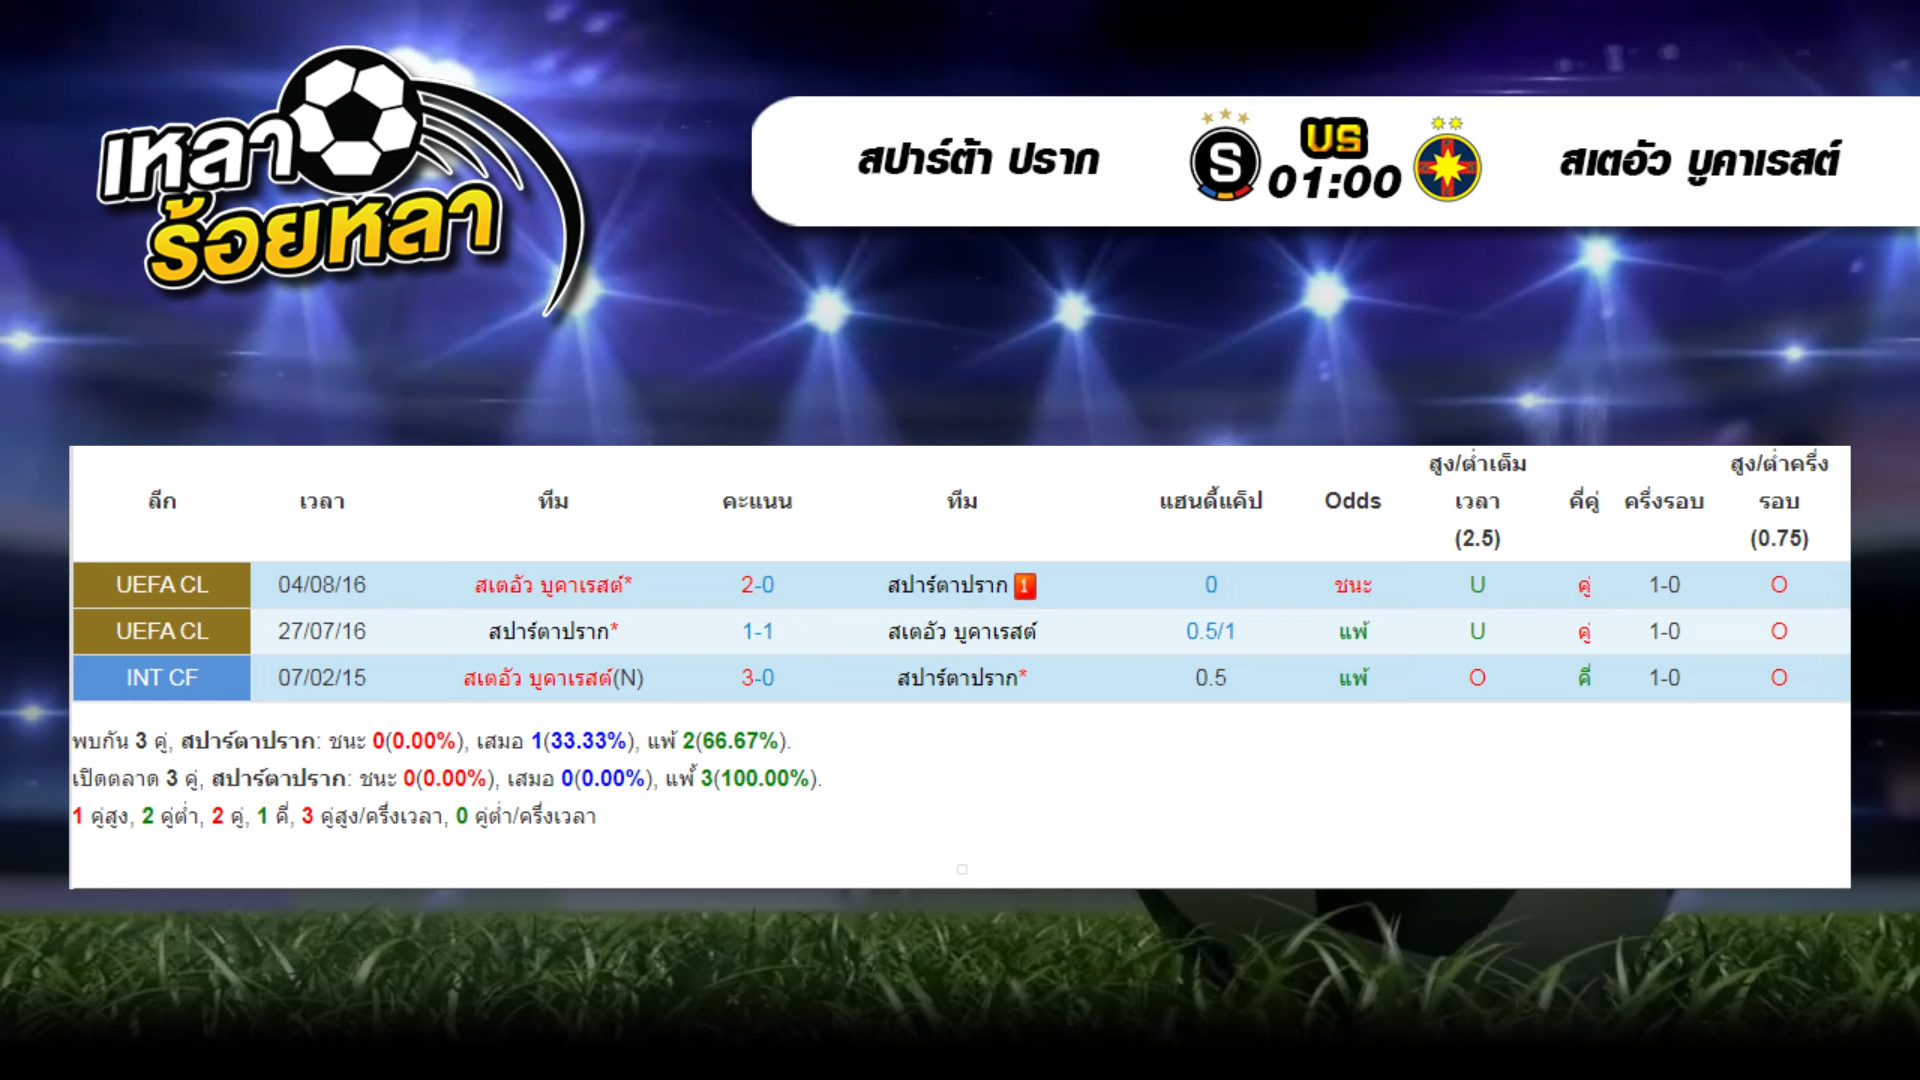 เหลา
ร้อยหลา
สปาร์ต้า ปราก
S
VS
01:00
สเตอัว บูคาเรสต์
ลีก เวลา ทีม คะแนน ทีม แฮนดี้แค็ป Odds สูง/ต่ำเต็มเวลา (2.5) คี่คู่ ครึ่งรอบ สูง/ต่ำครึ่งรอบ (0.75)
UEFA CL 04/08/16 สเตอัว บูคาเรสต์* 2-0 สปาร์ตาปราก 1 0 ชนะ U คู่ 1-0 O
UEFA CL 27/07/16 สปาร์ตาปราก* 1-1 สเตอัว บูคาเรสต์ 0.5/1 แพ้ U คู่ 1-0 O
INT CF 07/02/15 สเตอัว บูคาเรสต์(N) 3-0 สปาร์ตาปราก* 0.5 แพ้ O คี่ 1-0 O
พบกัน 3 คู่, สปาร์ตาปราก: ชนะ 0(0.00%), เสมอ 1(33.33%), แพ้ 2(66.67%).
เปิดตลาด 3 คู่, สปาร์ตาปราก: ชนะ 0(0.00%), เสมอ 0(0.00%), แพ้ 3(100.00%).
1 คู่สูง, 2 คู่ต่ำ, 2 คู่, 1 คี่, 3 คู่สูง/ครึ่งเวลา, 0 คู่ต่ำ/ครึ่งเวลา